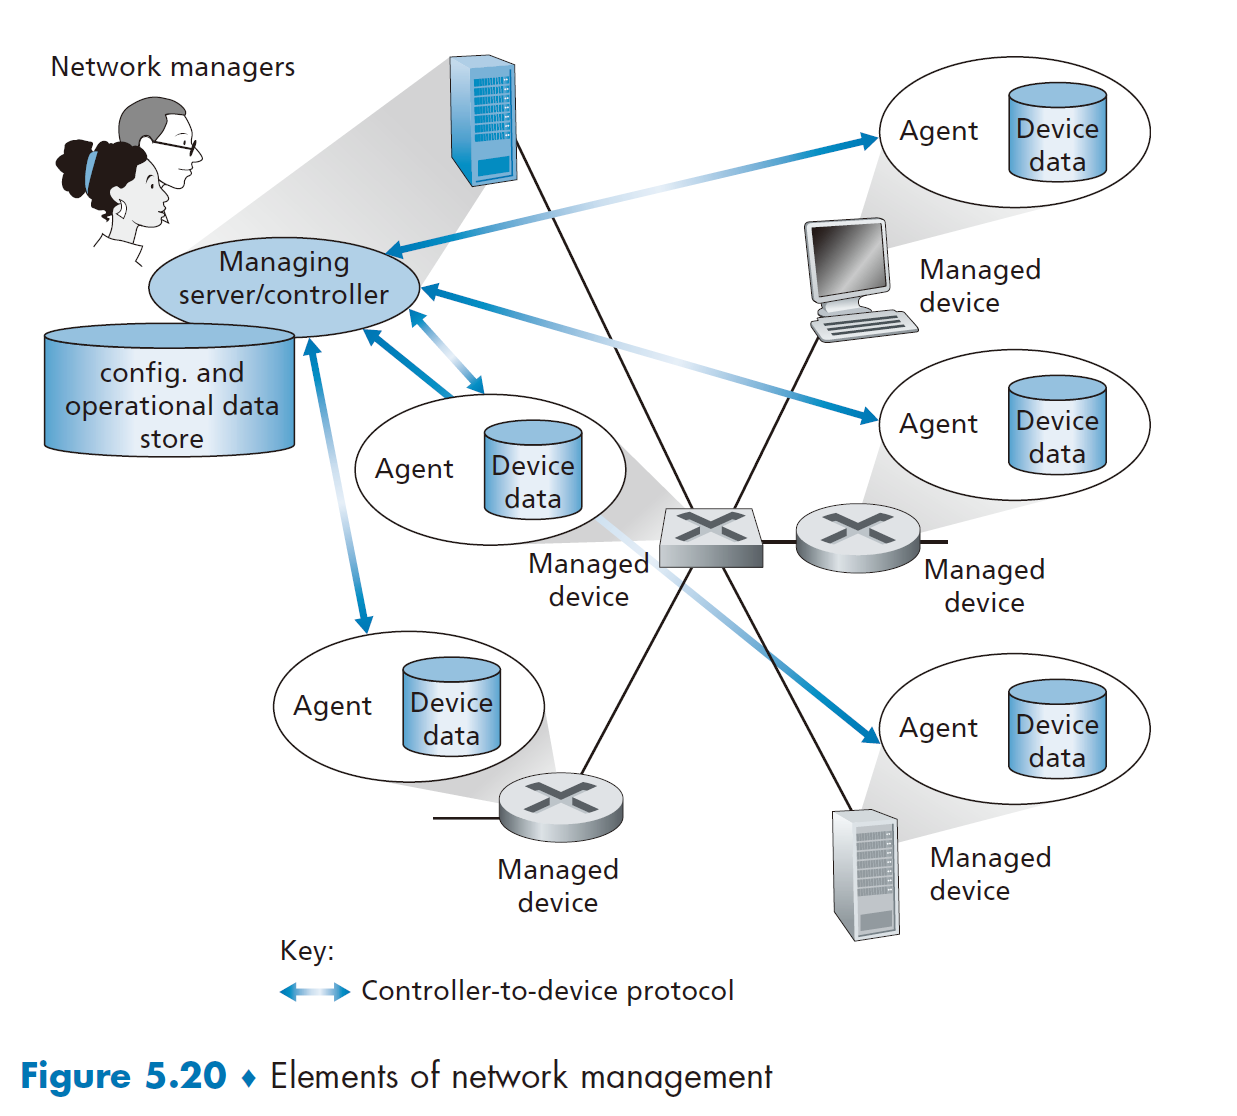 Network managers
Managing
server/controller
config. and
operational data
store
Agent
Device
data
Managed
device
Agent
Device
data
Managed
device
Agent
Device
data
Managed
device
Agent
Device
data
Managed
device
Agent
Device
data
Managed
device
Key:
Controller-to-device protocol
Figure 5.20 ♦ Elements of network management